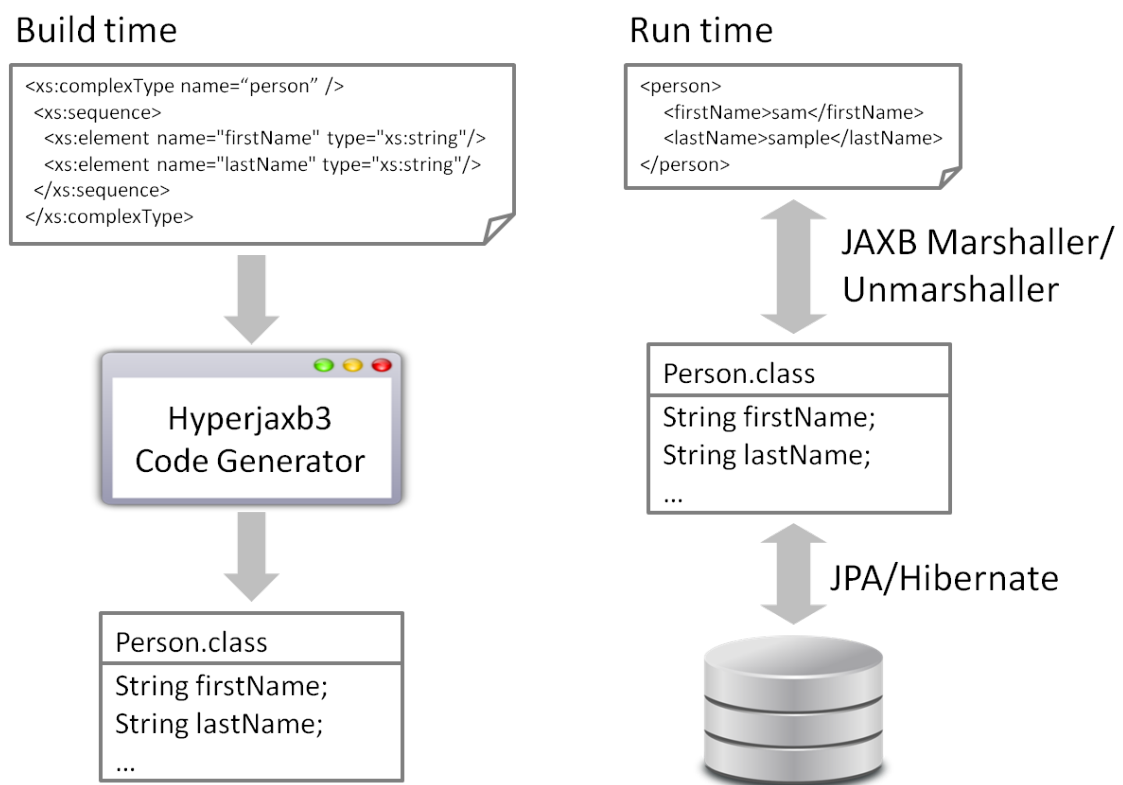 Build time
<xs:complexType name=“person” />
<xs:sequence>
<xs:element name="firstName" type="xs:string"/>
<xs:element name="lastName" type="xs:string"/>
</xs:sequence>
</xs:complexType>
Hyperjaxb3
Code Generator
Person.class
String firstName;
String lastName;
...
Run time
<person>
<firstName>sam</firstName>
<lastName>sample</lastName>
</person>
JAXB Marshaller/
Unmarshaller
Person.class
String firstName;
String lastName;
...
JPA/Hibernate